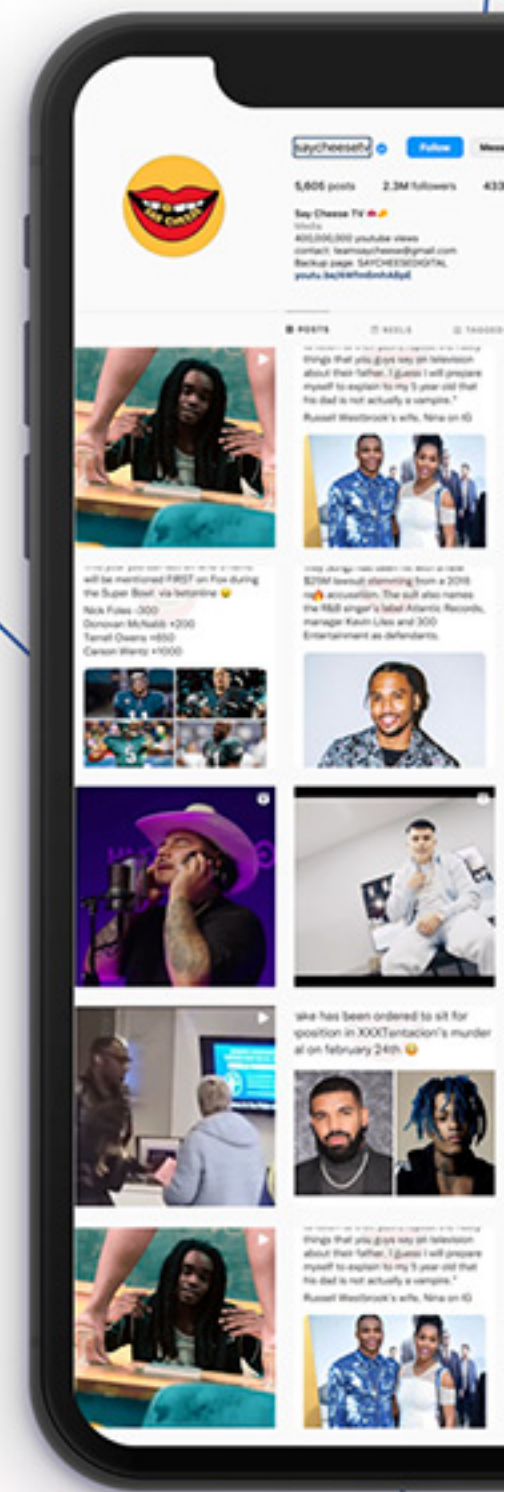 saycheesetv
Follow
5,605 posts 2.3M followers 433
SAY CHEESE
Say Cheese TV
Media
400,000,000 youtube views
contact: teamsaycheese@gmail.com
Backup page: SAYCHEESEDIGITAL
POSTS REELS TAGGED
things that you guys say on television
about their father. I guess I will prepare
myself to explain to my 5 year old that
his dad is not actually a vampire."
Russell Westbrook's wife, Nina on IG
will be mentioned FIRST on Fox during
the Super Bowl. via betonline
Nick Foles -300
Donovan McNabb +200
Terrell Owens +650
Carson Wentz +1000
$25M lawsuit stemming from a 2016
accusation. The suit also names
the R&B singer's label Atlantic Records,
manager Kevin Liles and 300
Entertainment as defendants.
ake has been ordered to sit for
position in XXXTentacion's murder
al on february 24th
things that you guys say on television
about their father. I guess I will prepare
myself to explain to my 5 year old that
his dad is not actually a vampire."
Russell Westbrook's wife, Nina on IG